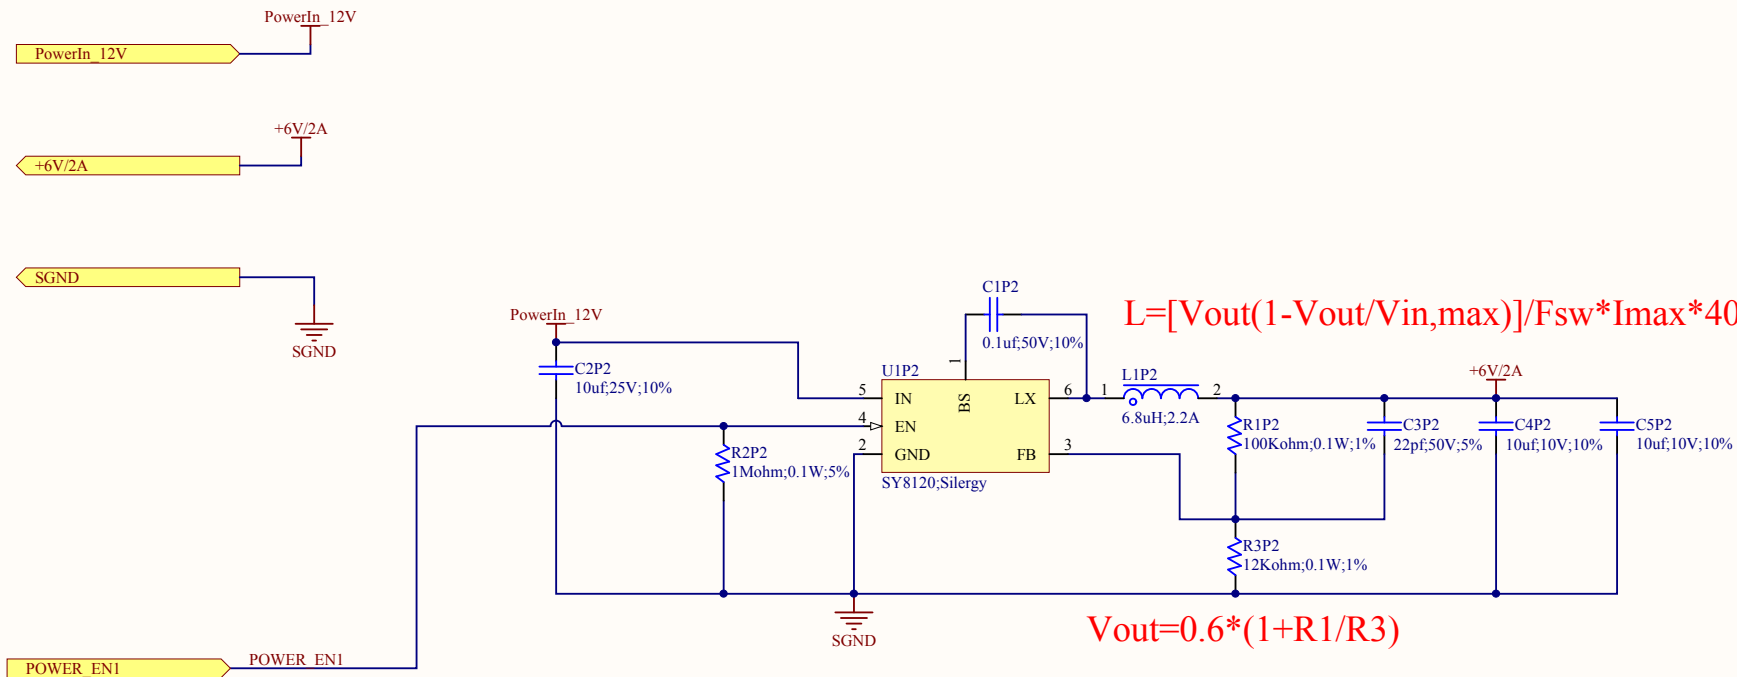 PowerIn_12V
PowerIn_12V
+6V/2A
+6V/2A
SGND
SGND
PowerIn_12V
C2P2
10uf;25V;10%
C1P2
0.1uf;50V;10%
L=[Vout(1-Vout/Vin,max)]/Fsw*Imax*40
U1P2
1
5 IN
BS
LX 6
4 EN
2 GND
FB 3
SY8120;Silergy
R2P2
1Mohm;0.1W;5%
1 L1P2 2
6.8uH;2.2A
+6V/2A
R1P2
100Kohm;0.1W;1%
C3P2
22pf;50V;5%
C4P2
10uf;10V;10%
C5P2
10uf;10V;10%
R3P2
12Kohm;0.1W;1%
SGND
Vout=0.6*(1+R1/R3)
POWER_EN1
POWER_EN1